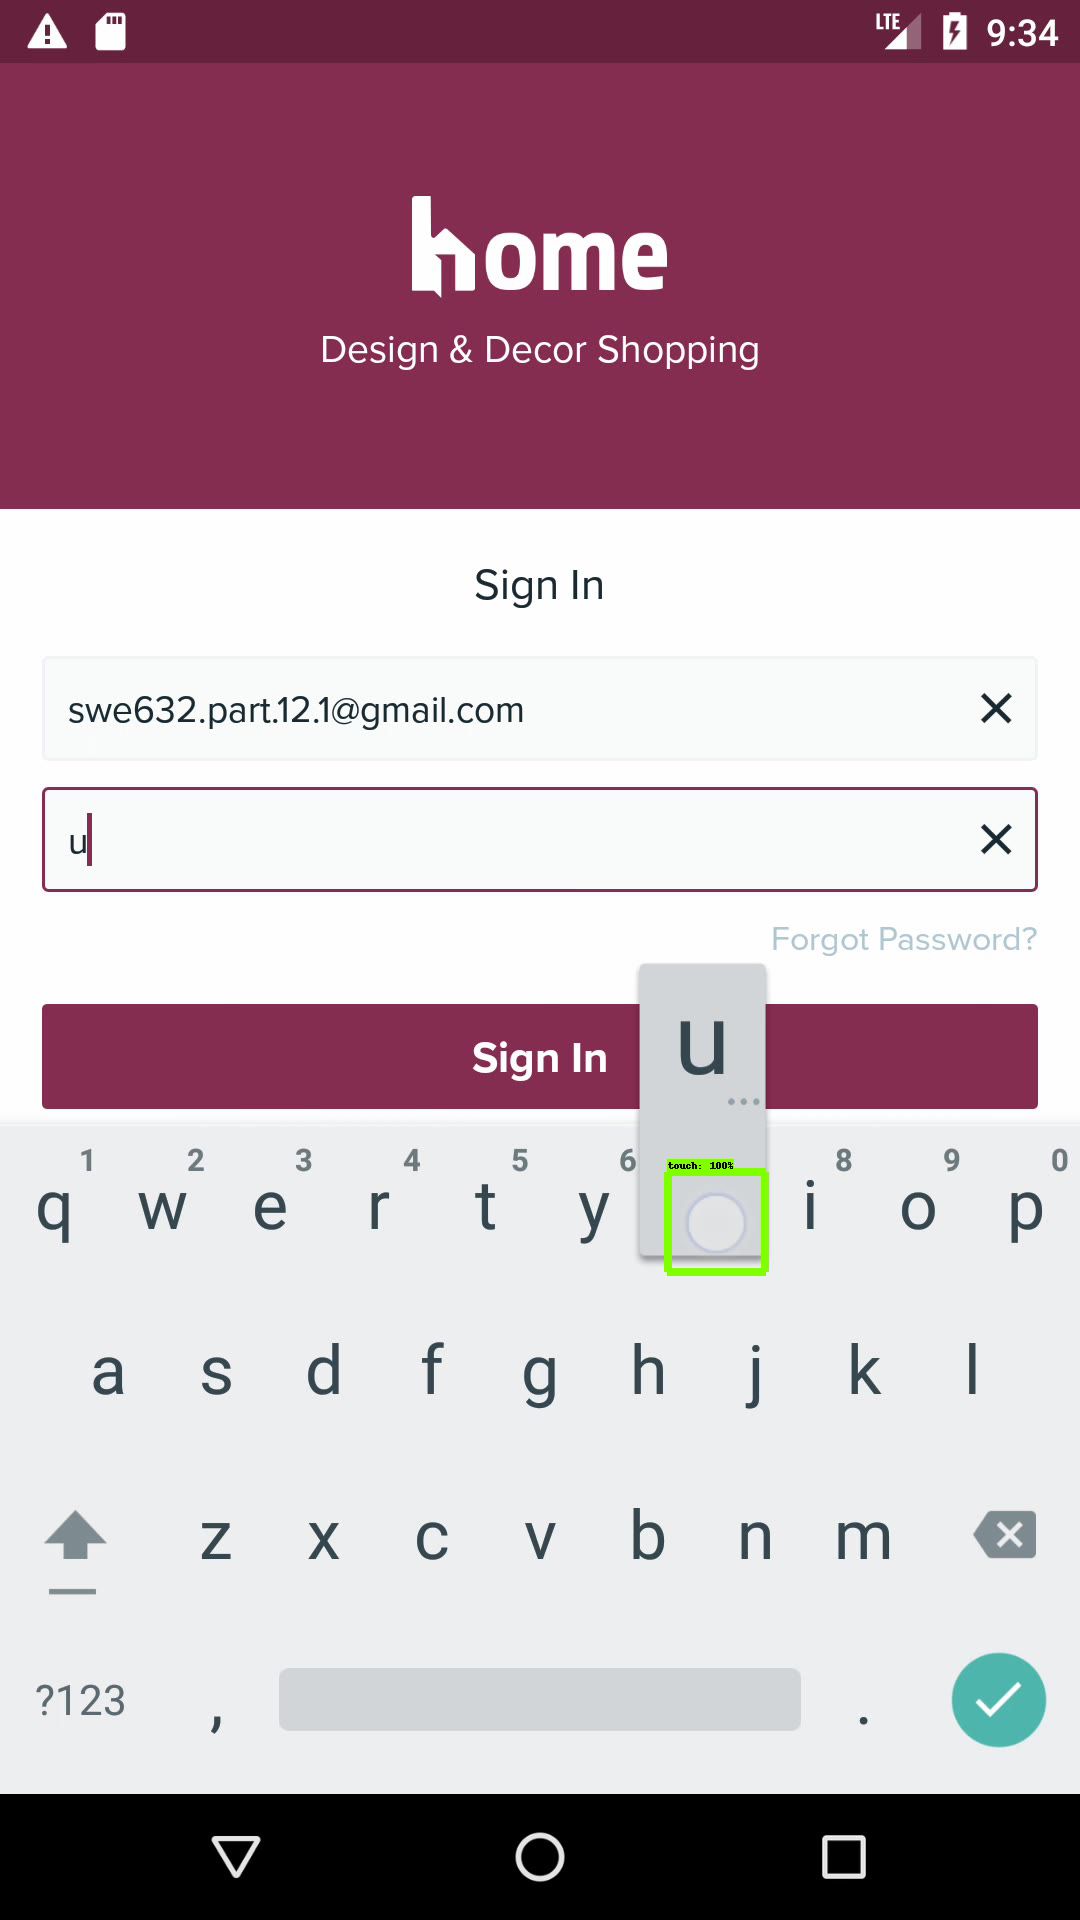 LTE 9:34
home
Design & Decor Shopping
Sign In
swe632.part.12.1@gmail.com
u
Forgot Password?
Sign In
u
...
touch: 100%
1 2 3 4 5 6 8 9 0
q w e r t y i o p
a s d f g h j k l
z x c v b n m
?123 , .